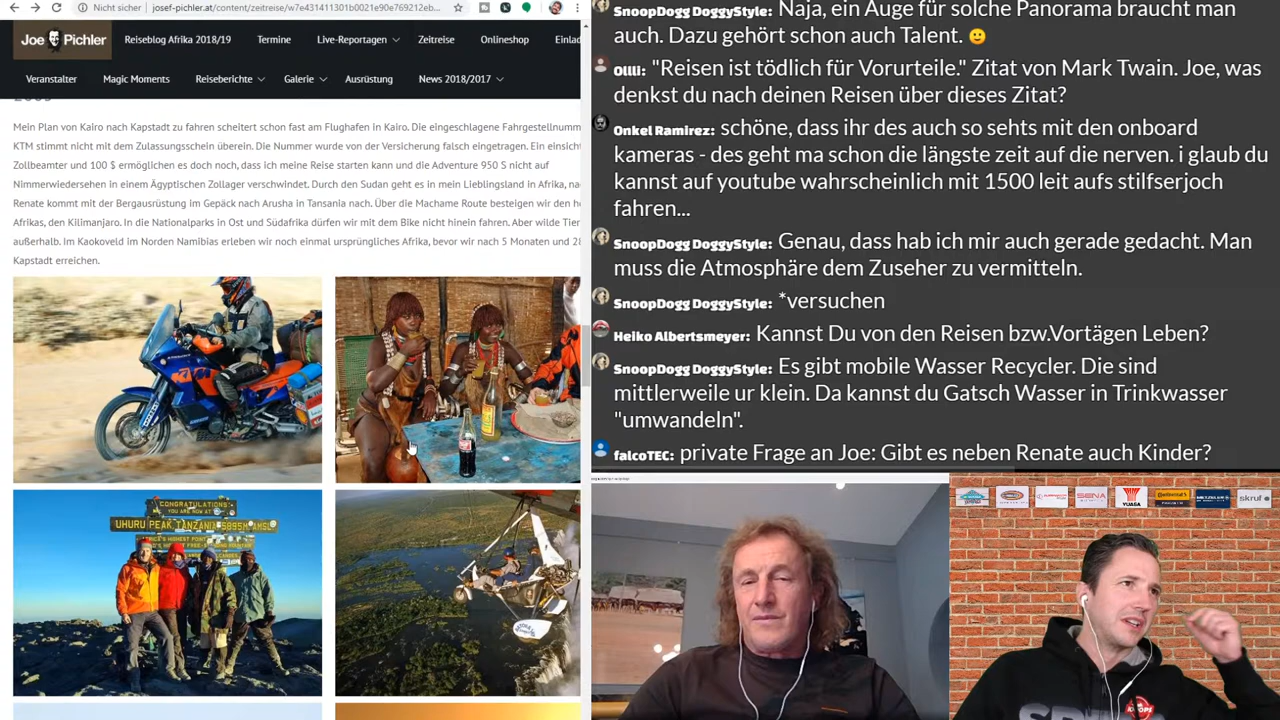 Nicht sicher
josef-pichler.at/content/zeitreise/w7e431411301b0021e90e769212eb...
Joe Pichler
Reiseblog Afrika 2018/19
Termine
Live-Reportagen
Zeitreise
Onlineshop
Einlad
Veranstalter
Magic Moments
Reiseberichte
Galerie
Ausrüstung
News 2018/2017
Mein Plan von Kairo nach Kapstadt zu fahren scheitert schon fast am Flughafen in Kairo. Die eingeschlagene Fahrgestellnumm
KTM stimmt nicht mit dem Zulassungsschein überein. Die Nummer wurde von der Versicherung falsch eingetragen. Ein einsicht
Zollbeamter und 100 $ ermöglichen es doch noch, dass ich meine Reise starten kann und die Adventure 950 S nicht auf
Nimmerwiedersehen in einem Ägyptischen Zollager verschwindet. Durch den Sudan geht es in mein Lieblingsland in Afrika, na
Renate kommt mit der Bergausrüstung im Gepäck nach Arusha in Tansania nach. Über die Machame Route besteigen wir den h
Afrikas, den Kilimanjaro. In die Nationalparks in Ost und Südafrika dürfen wir mit dem Bike nicht hinein fahren. Aber wilde Tier
außerhalb. Im Kaokoveld im Norden Namibias erleben wir noch einmal ursprüngliches Afrika, bevor wir nach 5 Monaten und 28
Kapstadt erreichen.
KTM
CONGRATULATIONS
YOU ARE NOW AT
UHURU PEAK, TANZANIA, 5895M AMSL
SnoopDogg DoggyStyle: Naja, ein Auge für solche Panorama braucht man
auch. Dazu gehört schon auch Talent. 🙂
Ollli: "Reisen ist tödlich für Vorurteile." Zitat von Mark Twain. Joe, was
denkst du nach deinen Reisen über dieses Zitat?
Onkel Ramirez: schöne, dass ihr des auch so sehts mit den onboard
kameras - des geht ma schon die längste zeit auf die nerven. i glaub du
kannst auf youtube wahrscheinlich mit 1500 leit aufs stilfserjoch
fahren...
SnoopDogg DoggyStyle: Genau, dass hab ich mir auch gerade gedacht. Man
muss die Atmosphäre dem Zuseher zu vermitteln.
SnoopDogg DoggyStyle: *versuchen
Heiko Albertsmeyer: Kannst Du von den Reisen bzw.Vortägen Leben?
SnoopDogg DoggyStyle: Es gibt mobile Wasser Recycler. Die sind
mittlerweile ur klein. Da kannst du Gatsch Wasser in Trinkwasser
"umwandeln".
falcoTEC: private Frage an Joe: Gibt es neben Renate auch Kinder?
SENA
YUASA
Continental
METZELER
skruf